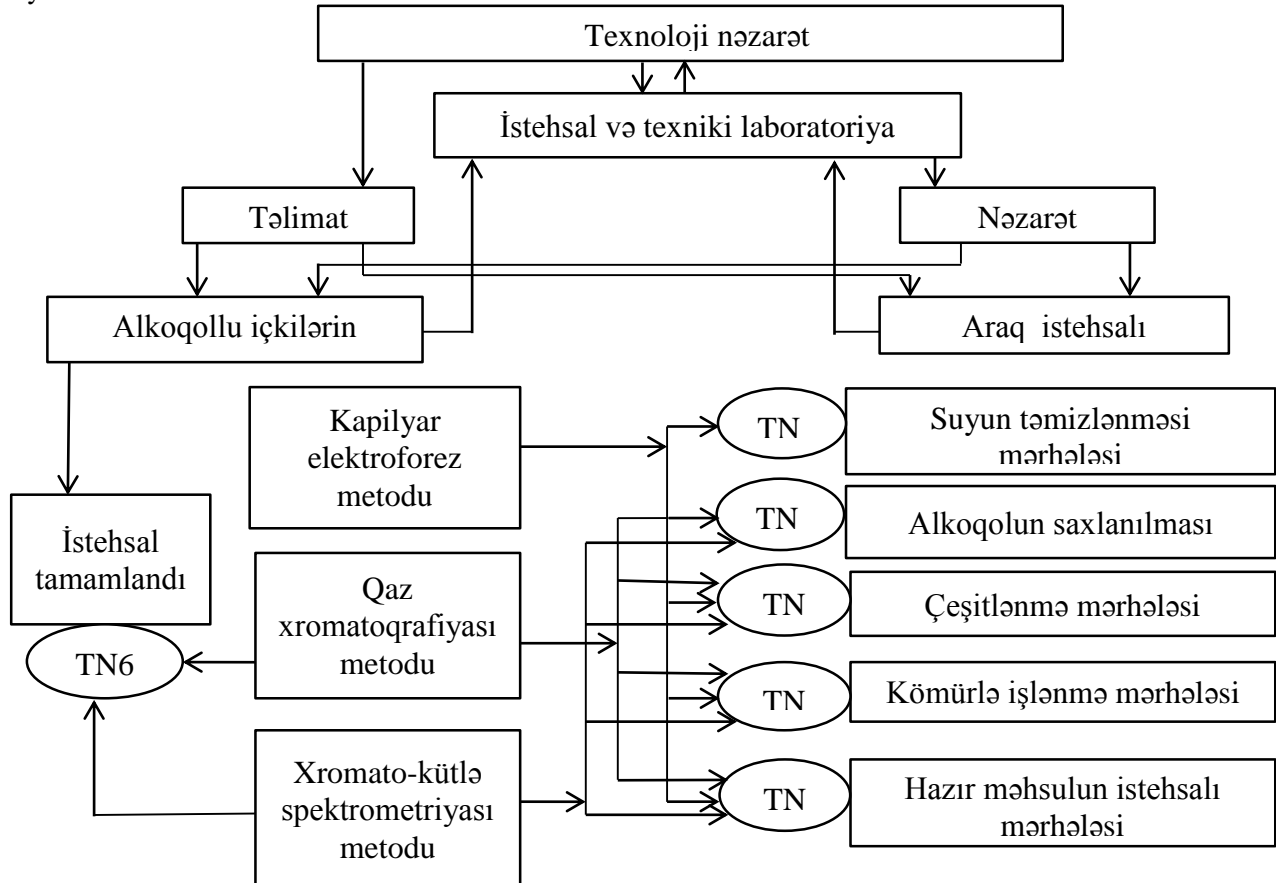 Texnoloji nəzarət
İstehsal və texniki laboratoriya
Təlimat
Nəzarət
Alkoqollu içkilərin
Araq istehsalı
Kapilyar
elektroforez
metodu
TN
Suyun təmizlənməsi
mərhələsi
İstehsal
tamamlandı
TN
Alkoqolun saxlanılması
Qaz
xromatoqrafiyası
metodu
TN
Çeşitlənmə mərhələsi
TN6
TN
Kömürlə işlənmə mərhələsi
Xromato-kütlə
spektrometriyası
metodu
TN
Hazır məhsulun istehsalı
mərhələsi